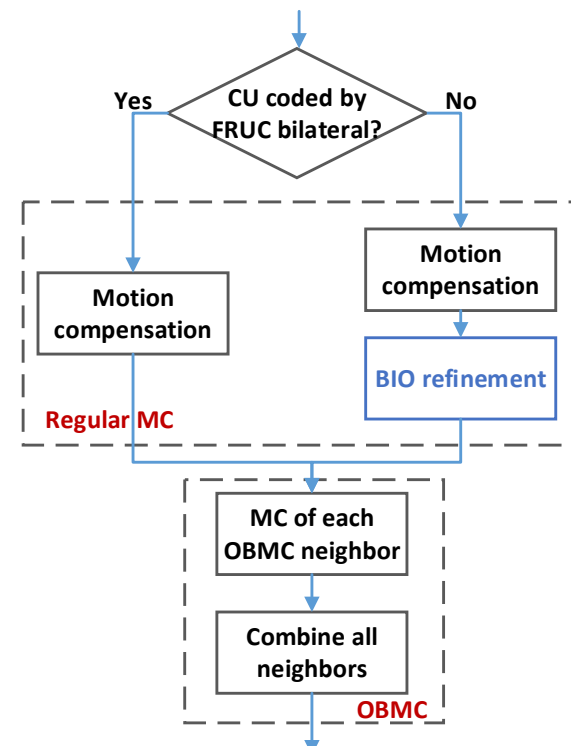 CU coded by
FRUC bilateral?
Yes
No
Motion
compensation
Motion
compensation
BIO refinement
Regular MC
MC of each
OBMC neighbor
Combine all
neighbors
OBMC